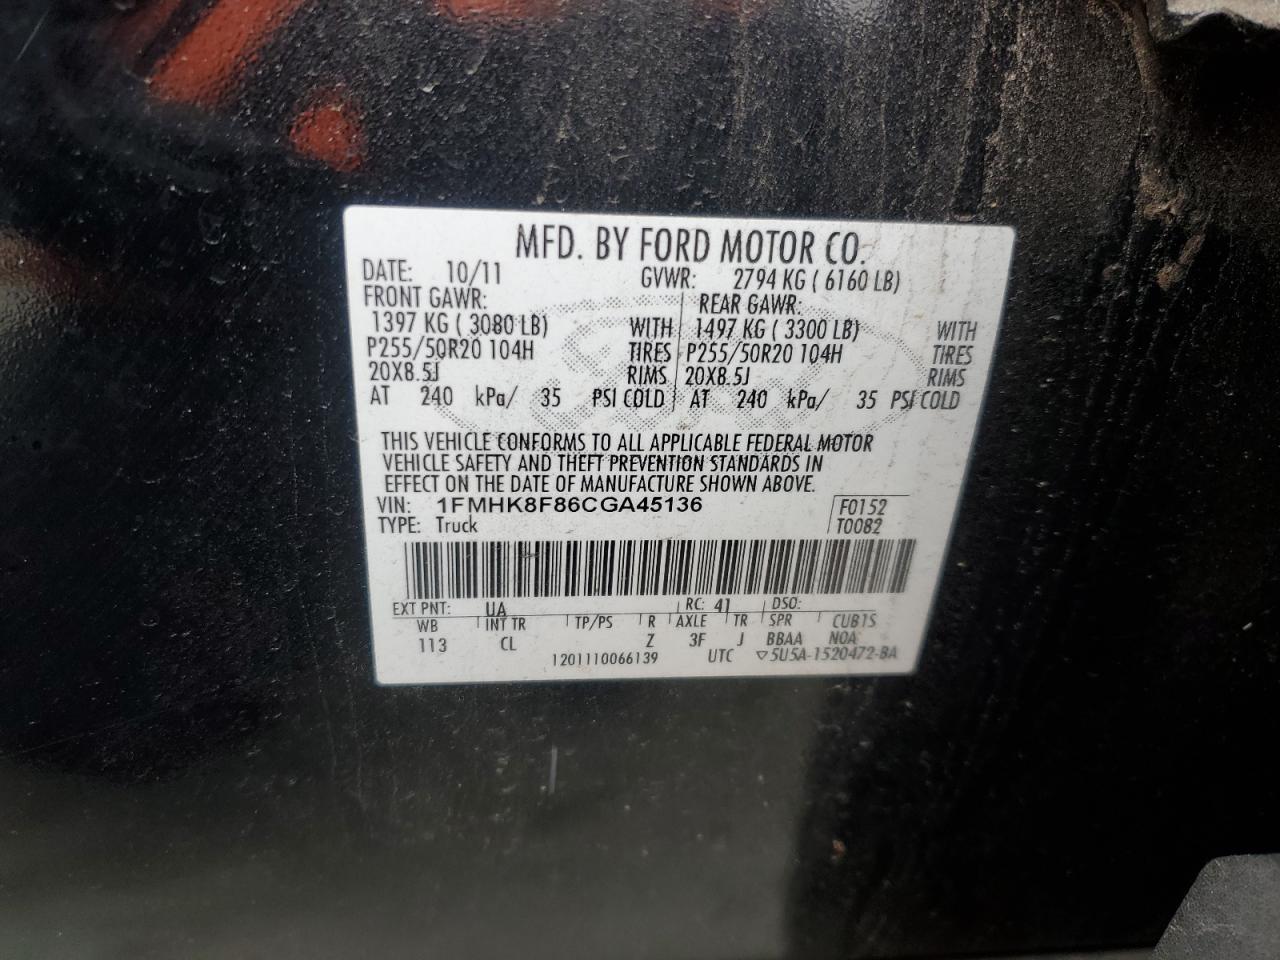 MFD. BY FORD MOTOR CO.
DATE: 10/11 GVWR: 2794 KG ( 6160 LB)
FRONT GAWR: REAR GAWR:
1397 KG ( 3080 LB) WITH 1497 KG ( 3300 LB) WITH
P255/50R20 104H TIRES P255/50R20 104H TIRES
20X8.5J RIMS 20X8.5J RIMS
AT 240 kPa/ 35 PSI COLD AT 240 kPa/ 35 PSI COLD
THIS VEHICLE CONFORMS TO ALL APPLICABLE FEDERAL MOTOR
VEHICLE SAFETY AND THEFT PREVENTION STANDARDS IN
EFFECT ON THE DATE OF MANUFACTURE SHOWN ABOVE.
VIN: 1FMHK8F86CGA45136 F0152
TYPE: Truck T0082
EXT PNT: UA RC: 41 DSO:
WB INT TR TP/PS R AXLE TR SPR CUBTS
113 CL Z 3F J BBAA NOA
1201110066139 UTC ▽5U5A-1520472-BA